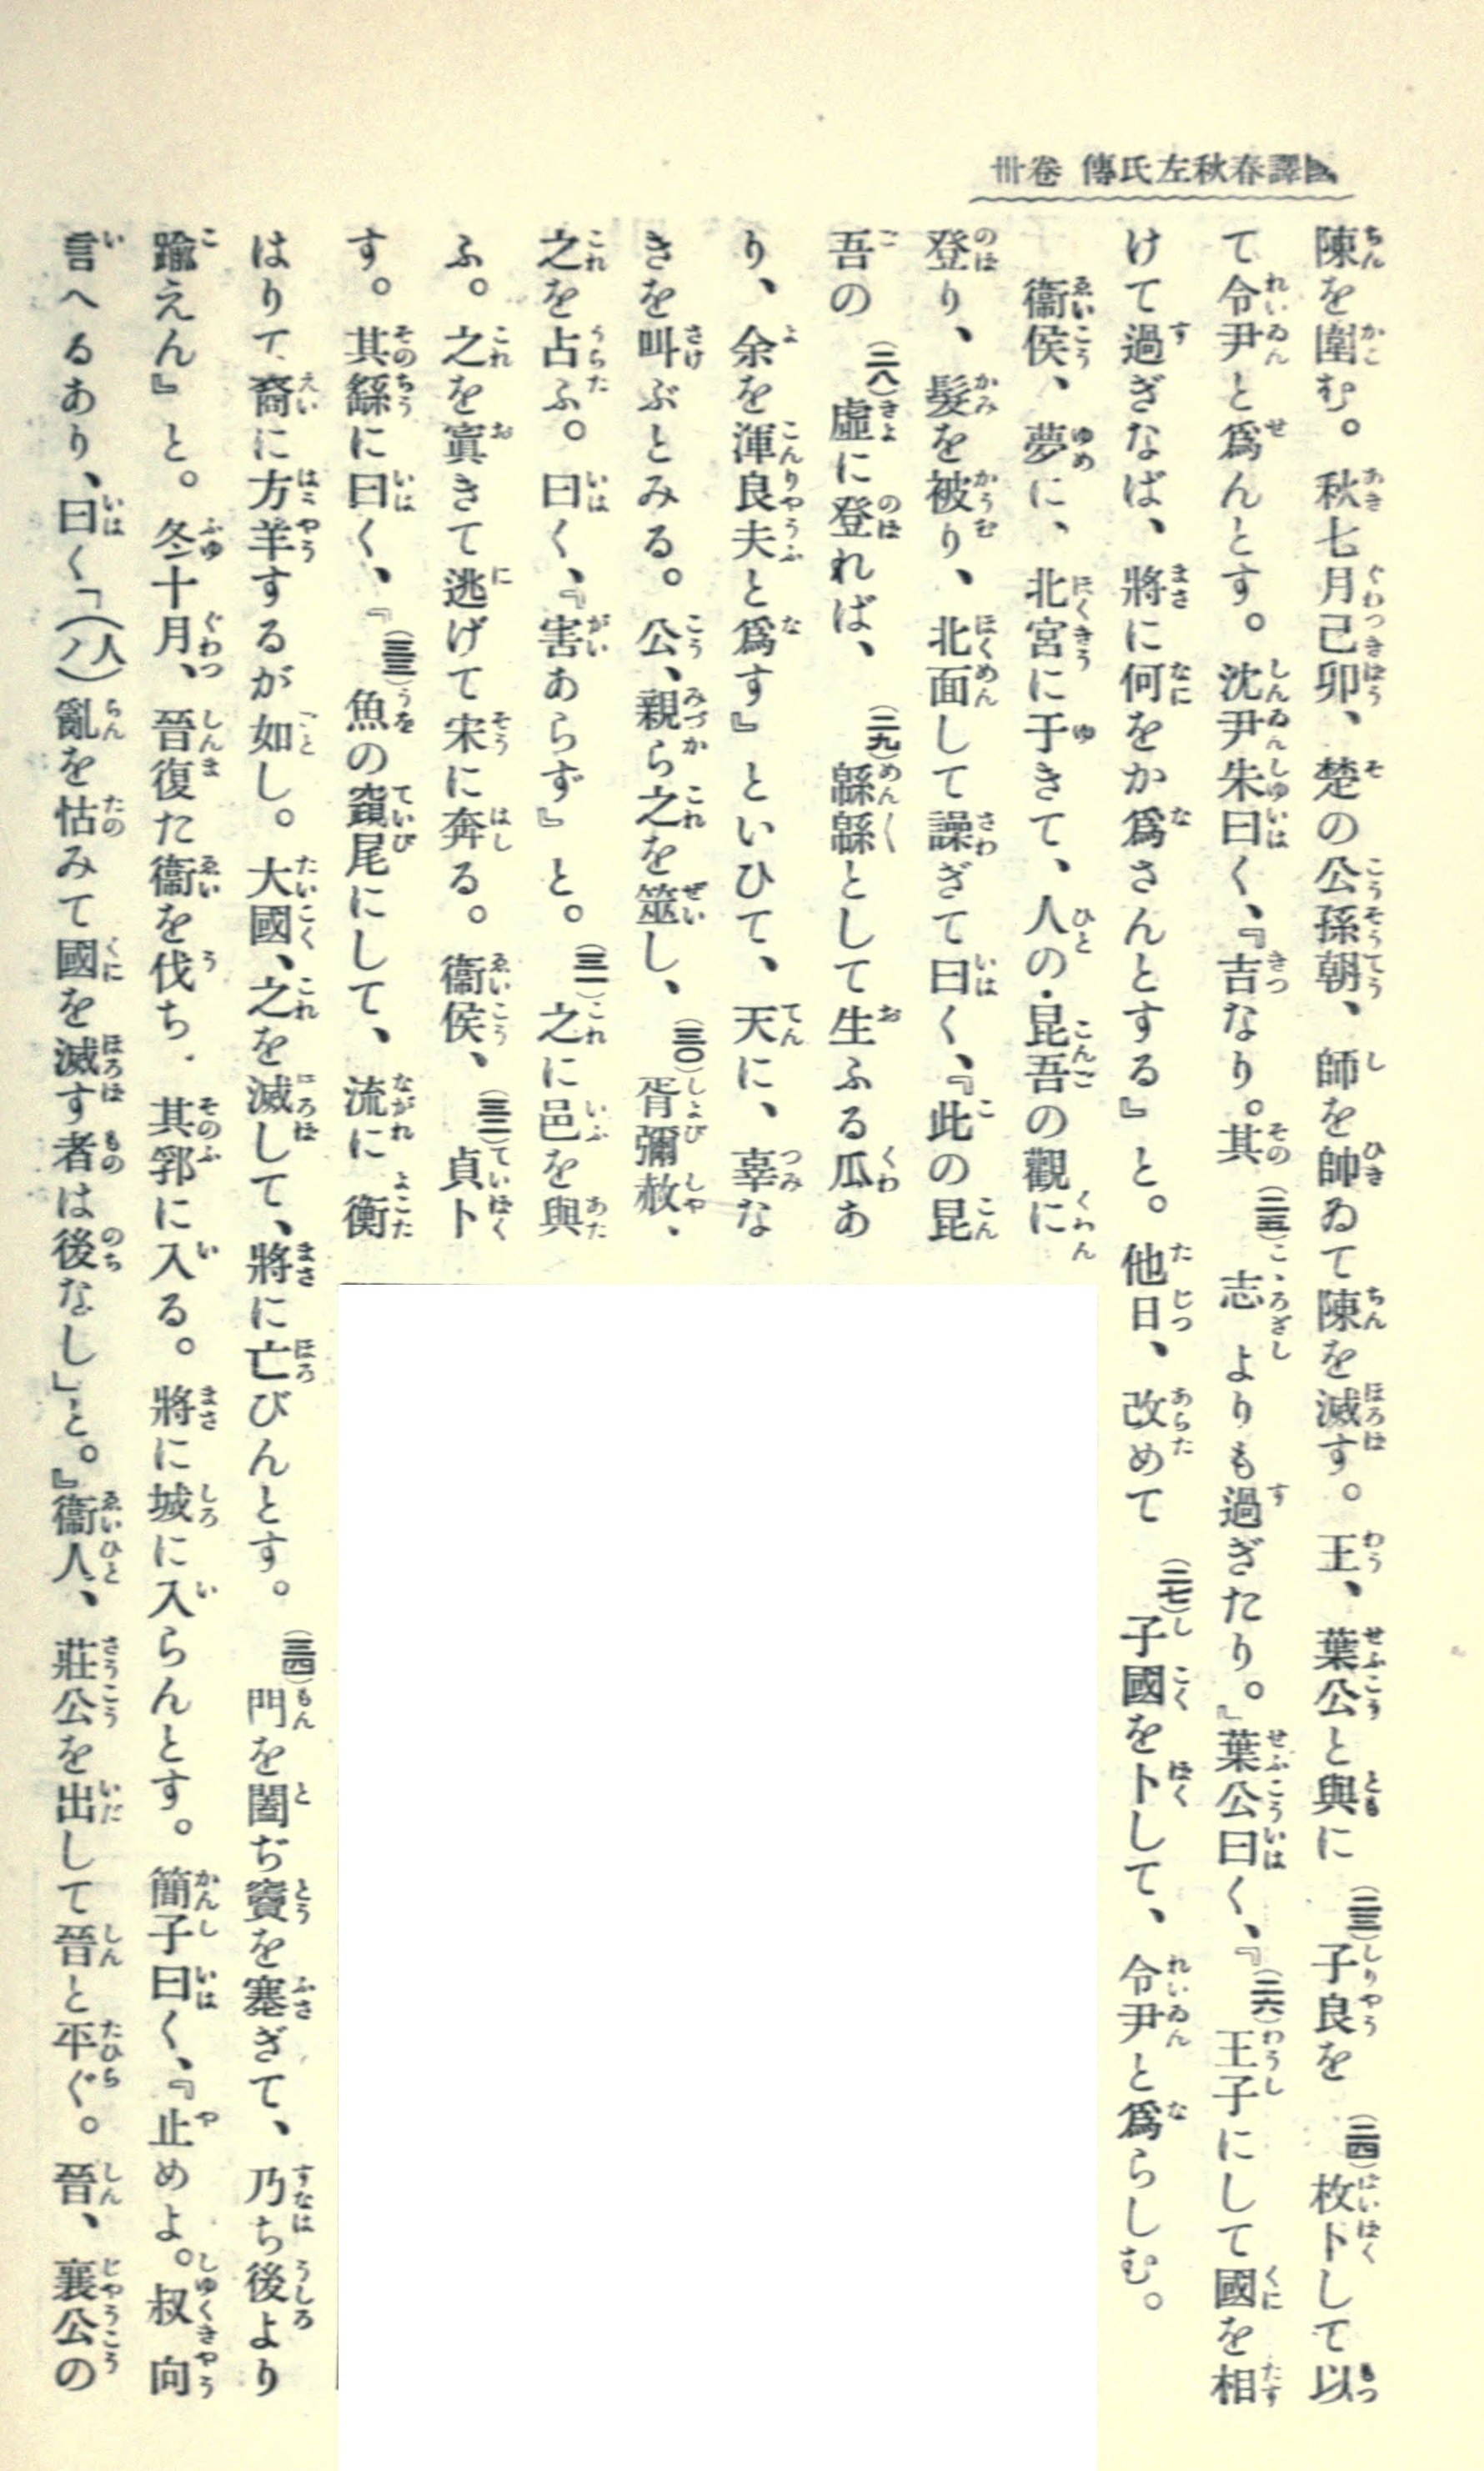 國譯春秋左氏傳 卷卅
陳を圍む。秋七月己卯、楚の公孫朝、師を帥ゐて陳を滅す。王、葉公と與に(二三)子良を(二四)枚卜して以
て令尹と爲んとす。沈尹朱曰く、『吉なり。其(二五)志よりも過ぎたり。』葉公曰く、『(二六)王子にして國を相
けて過ぎなば、將に何をか爲さんとする』と。他日、改めて(二七)子國を卜して、令尹と爲らしむ。
衞侯、夢に、北宮に于きて、人の、昆吾の觀に
登り、髮を被り、北面して譟ぎて曰く、『此の昆
吾の(二八)虛に登れば、(二九)緜緜として生ふる瓜あ
り、余を渾良夫と爲す』といひて、天に、辜な
きを叫ぶとみる。公、親ら之を筮し、(三〇)胥彌赦、
之を占ふ。曰く、『害あらず』と。(三一)之に邑を與
ふ。之を寘きて逃げて宋に奔る。衞侯、(三二)貞卜
す。其繇に曰く、『(三三)魚の竀尾にして、流に衡
はりて、裔に方羊するが如し。大國、之を滅して、將に亡びんとす。(三四)門を闔ぢ竇を塞ぎて、乃ち後より
踰えん』と。冬十月、晉復た衞を伐ち、其郛に入る。將に城に入らんとす。簡子曰く、『止めよ。叔向
言へるあり、曰く「(人ノ)亂を怙みて國を滅す者は後なし」と。』衞人、莊公を出して晉と平ぐ。晉、襄公の